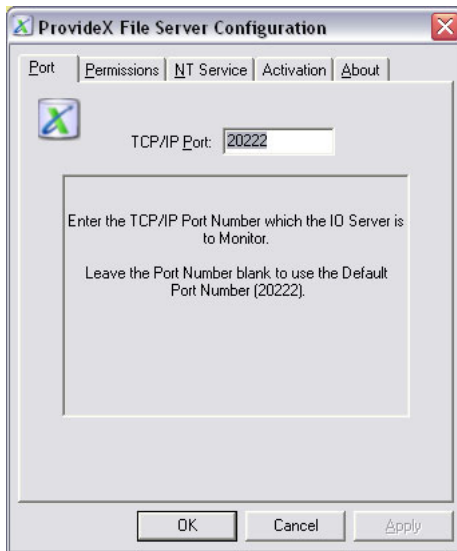 ProvideX File Server Configuration
Port
Permissions
NT Service
Activation
About
TCP/IP Port: 20222
Enter the TCP/IP Port Number which the IO Server is
to Monitor.
Leave the Port Number blank to use the Default
Port Number (20222).
OK
Cancel
Apply